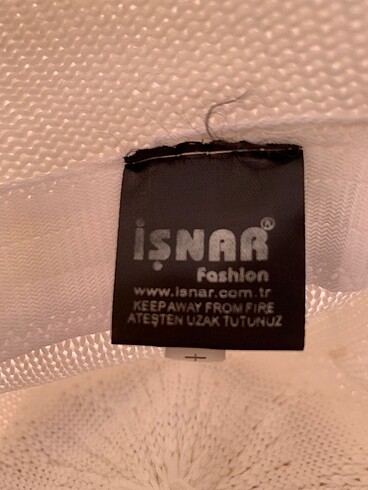 İŞNAR®
Fashion
www.isnar.com.tr
KEEP AWAY FROM FIRE
ATEŞTEN UZAK TUTUNUZ